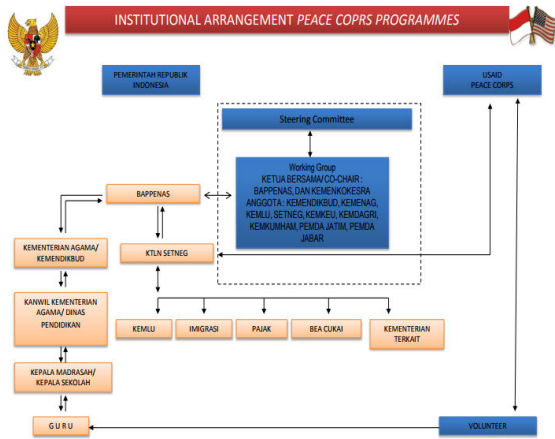 INSTITUTIONAL ARRANGEMENT PEACE COPRS PROGRAMMES
PEMERINTAH REPUBLIK
INDONESIA
USAID
PEACE CORPS
Steering Committee
Working Group
KETUA BERSAMA/CO-CHAIR :
BAPPENAS, DAN KEMENKOKESRA
ANGGOTA : KEMENDIKBUD, KEMENAG,
KEMLU, SETNEG, KEMKEU, KEMDAGRI,
KEMKUMHAM, PEMDA JATIM, PEMDA
JABAR
BAPPENAS
KEMENTERIAN AGAMA/
KEMENDIKBUD
KTLN SETNEG
KANWIL KEMENTERIAN
AGAMA/ DINAS
PENDIDIKAN
KEMLU
IMIGRASI
PAJAK
BEA CUKAI
KEMENTERIAN
TERKAIT
KEPALA MADRASAH/
KEPALA SEKOLAH
G U R U
VOLUNTEER